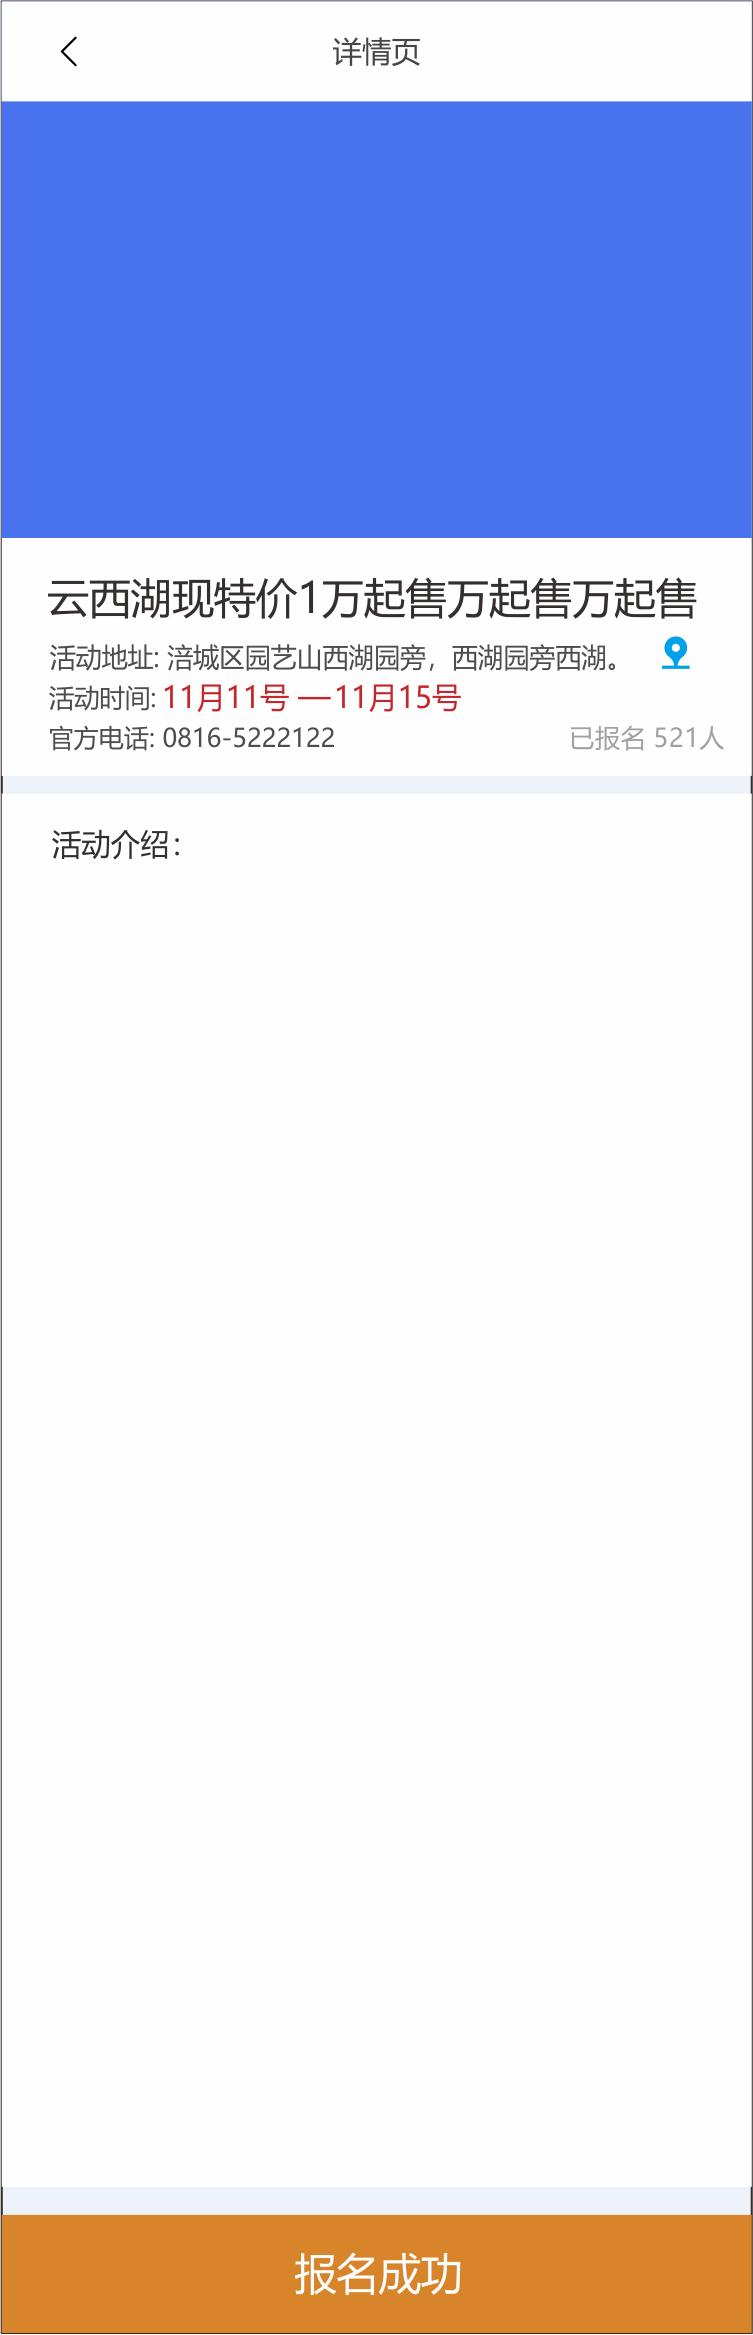 详情页
云西湖现特价1万起售万起售万起售
活动地址: 涪城区园艺山西湖园旁，西湖园旁西湖。
活动时间: 11月11号 — 11月15号
官方电话: 0816-5222122
已报名 521人
活动介绍：
报名成功